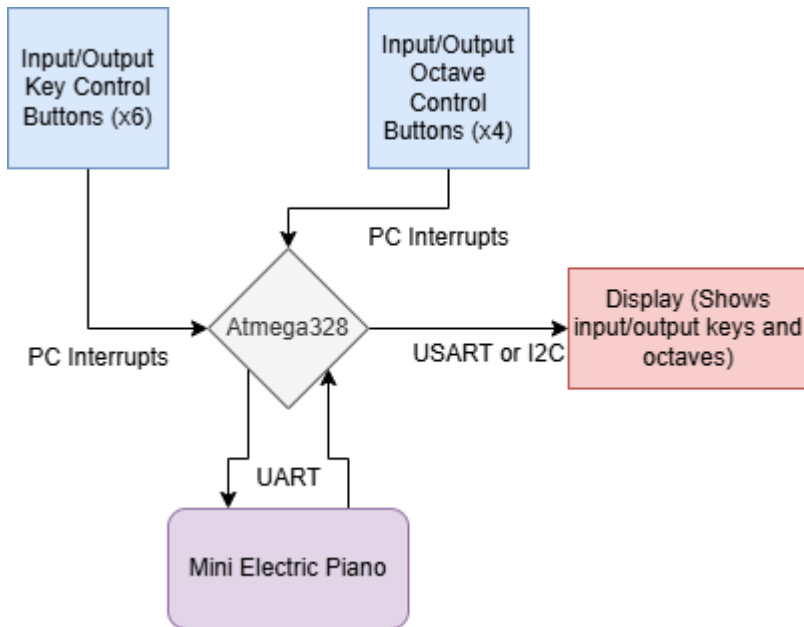 Input/Output
Key Control
Buttons (x6)
Input/Output
Octave
Control
Buttons (x4)
PC Interrupts
Atmega328
PC Interrupts
USART or I2C
Display (Shows
input/output keys and
octaves)
UART
Mini Electric Piano